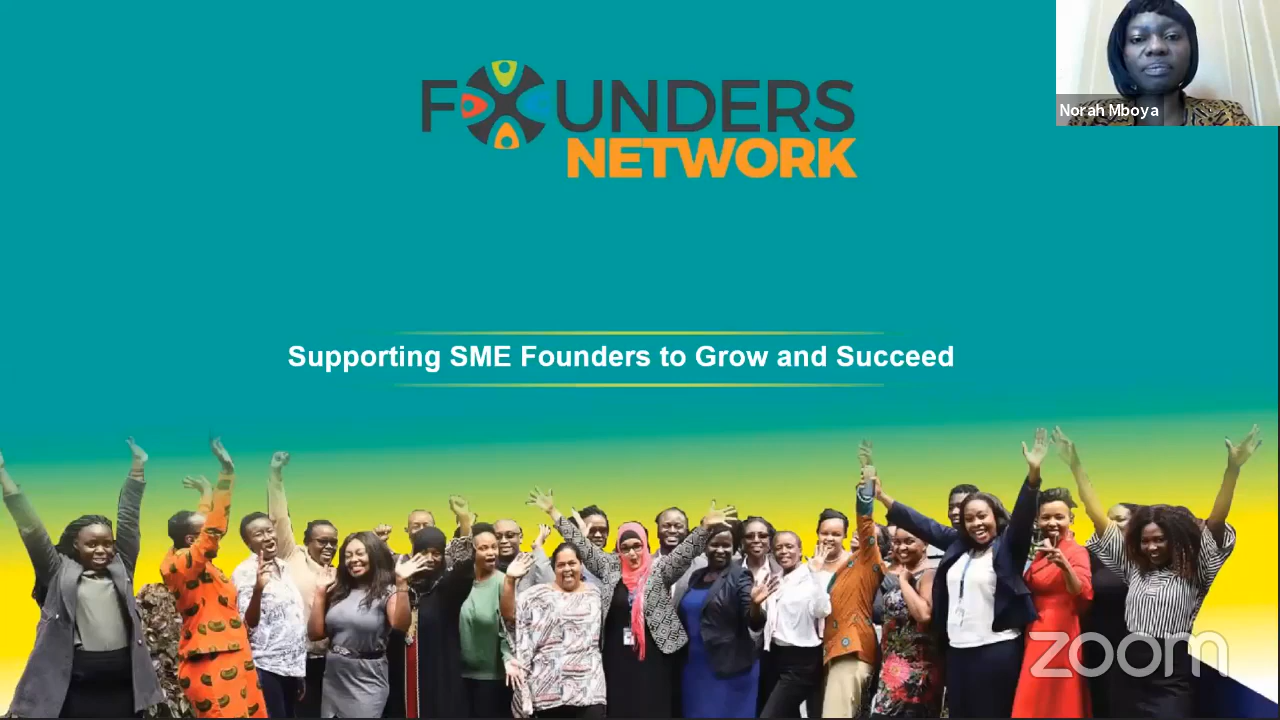 FOUNDERS
NETWORK
Norah Mboya
Supporting SME Founders to Grow and Succeed
zoom